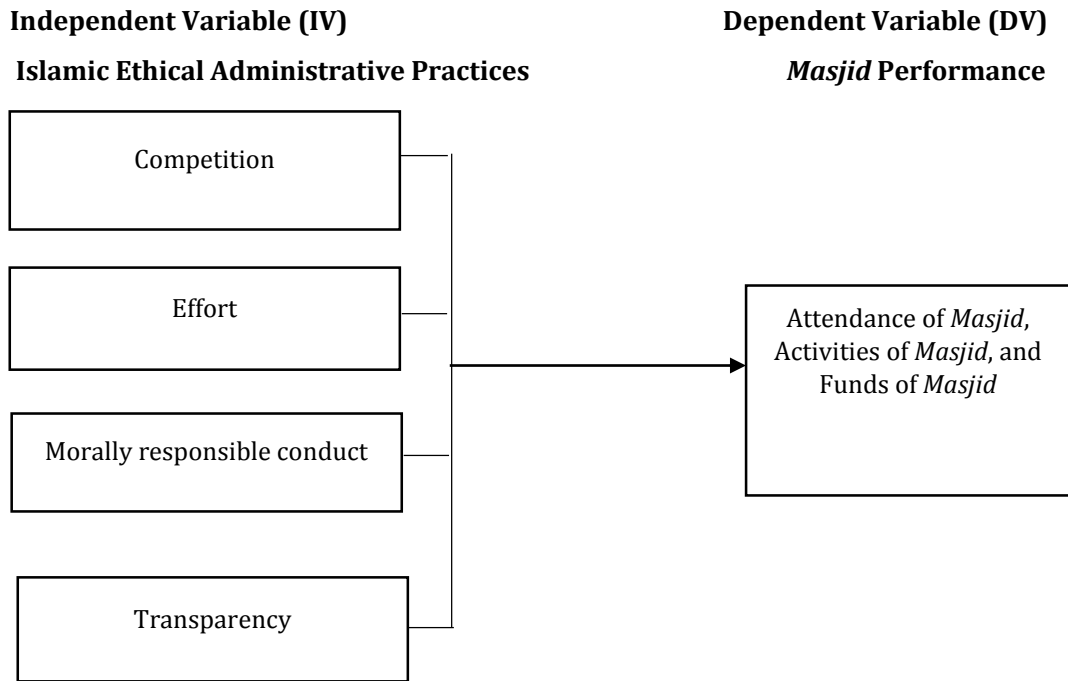 Independent Variable (IV)
Islamic Ethical Administrative Practices
Dependent Variable (DV)
Masjid Performance
Competition
Effort
Morally responsible conduct
Transparency
Attendance of Masjid,
Activities of Masjid, and
Funds of Masjid